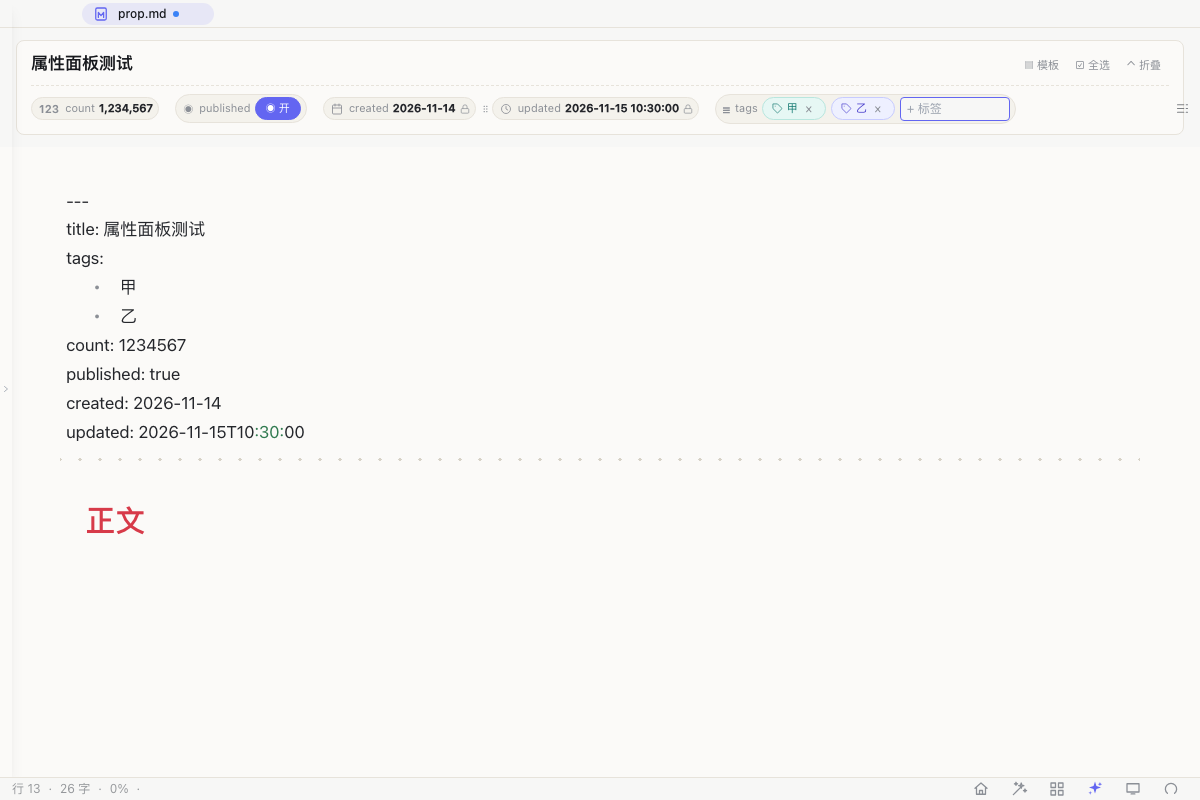 prop.md
属性面板测试
模板 全选 折叠
123 count 1,234,567 published 开 created 2026-11-14 updated 2026-11-15 10:30:00 tags 甲 × 乙 × + 标签
---
title: 属性面板测试
tags:
• 甲
• 乙
count: 1234567
published: true
created: 2026-11-14
updated: 2026-11-15T10:30:00
正文
行 13 · 26 字 · 0% ·